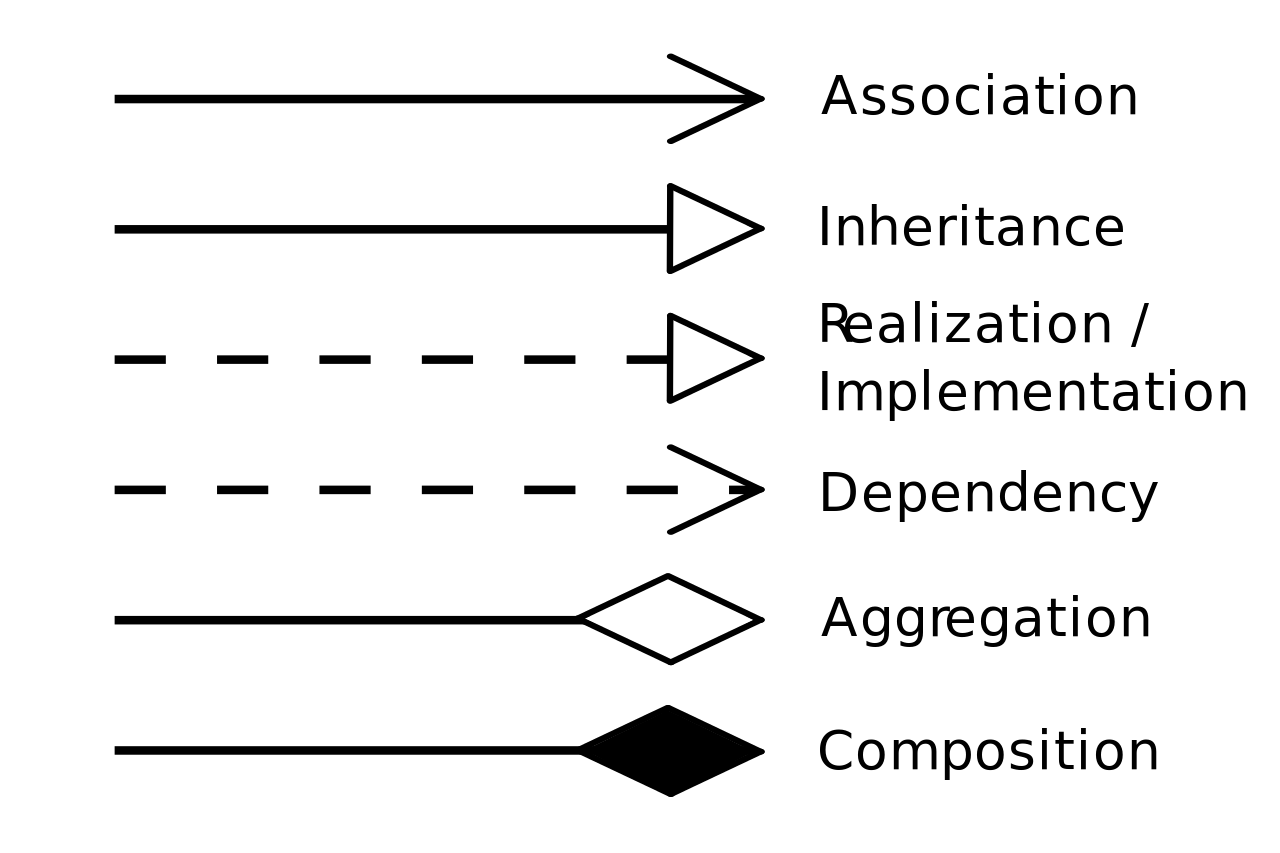 Association
Inheritance
Realization /
Implementation
Dependency
Aggregation
Composition